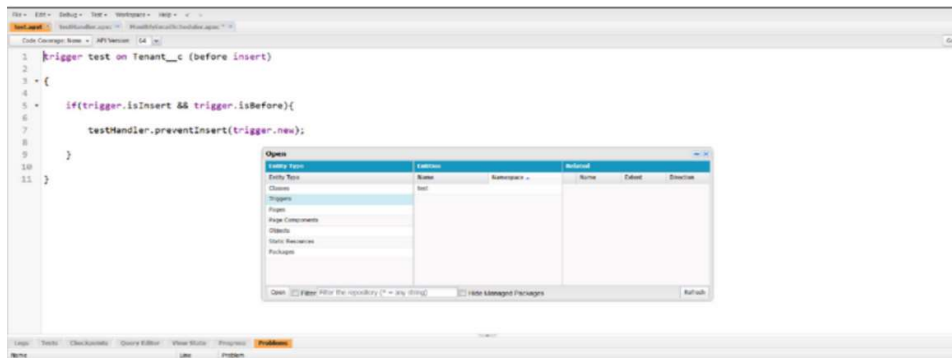 File Edit Debug Test Workspace Help < >
test.apxt testHandler.apxc MonthlyEmailScheduler.apxc
Code Coverage: None API Version: 64
1 trigger test on Tenant__c (before insert)
2
3 {
4
5 if(trigger.isInsert && trigger.isBefore){
6
7 testHandler.preventInsert(trigger.new);
8
9 }
10
11 }
Open
Entity Type Entities Related
Entity Type Name Namespace Name Extent Direction
Classes test
Triggers
Pages
Page Components
Objects
Static Resources
Packages
Open Filter Filter the repository (* = any string) Hide Managed Packages Refresh
Logs Tests Checkpoints Query Editor View State Progress Problems
Name Line Problem